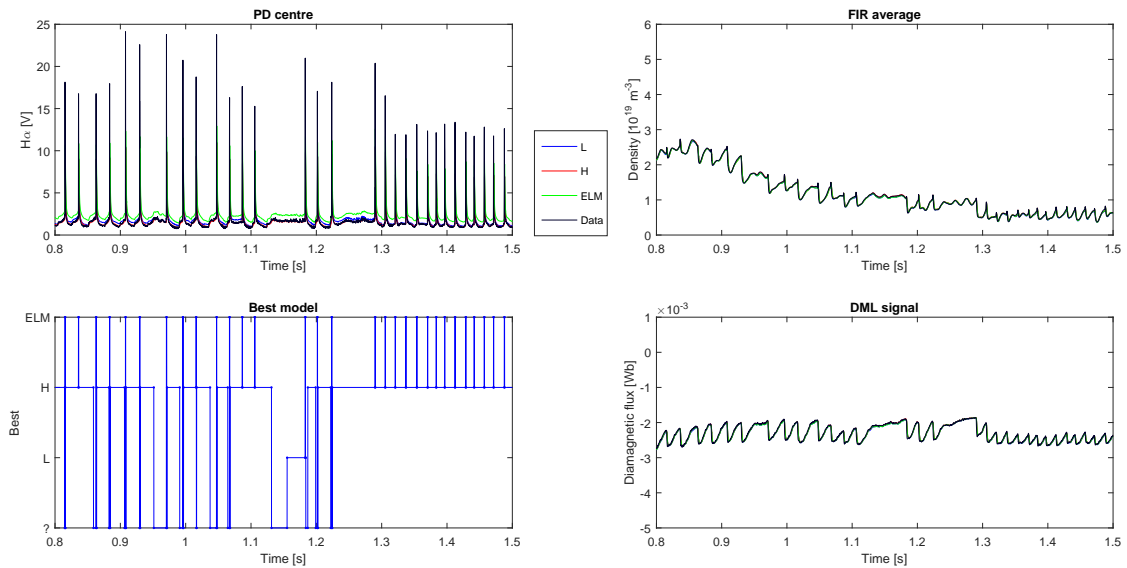 PD centre
25
20
15
10
5
0
Hα [V]
0.8 0.9 1 1.1 1.2 1.3 1.4 1.5
Time [s]
L
H
ELM
Data
FIR average
6
5
4
3
2
1
0
Density [10^19 m^-3]
0.8 0.9 1 1.1 1.2 1.3 1.4 1.5
Time [s]
Best model
ELM
H
L
?
Best
0.8 0.9 1 1.1 1.2 1.3 1.4 1.5
Time [s]
DML signal
×10^-3
1
0
-1
-2
-3
-4
-5
Diamagnetic flux [Wb]
0.8 0.9 1 1.1 1.2 1.3 1.4 1.5
Time [s]